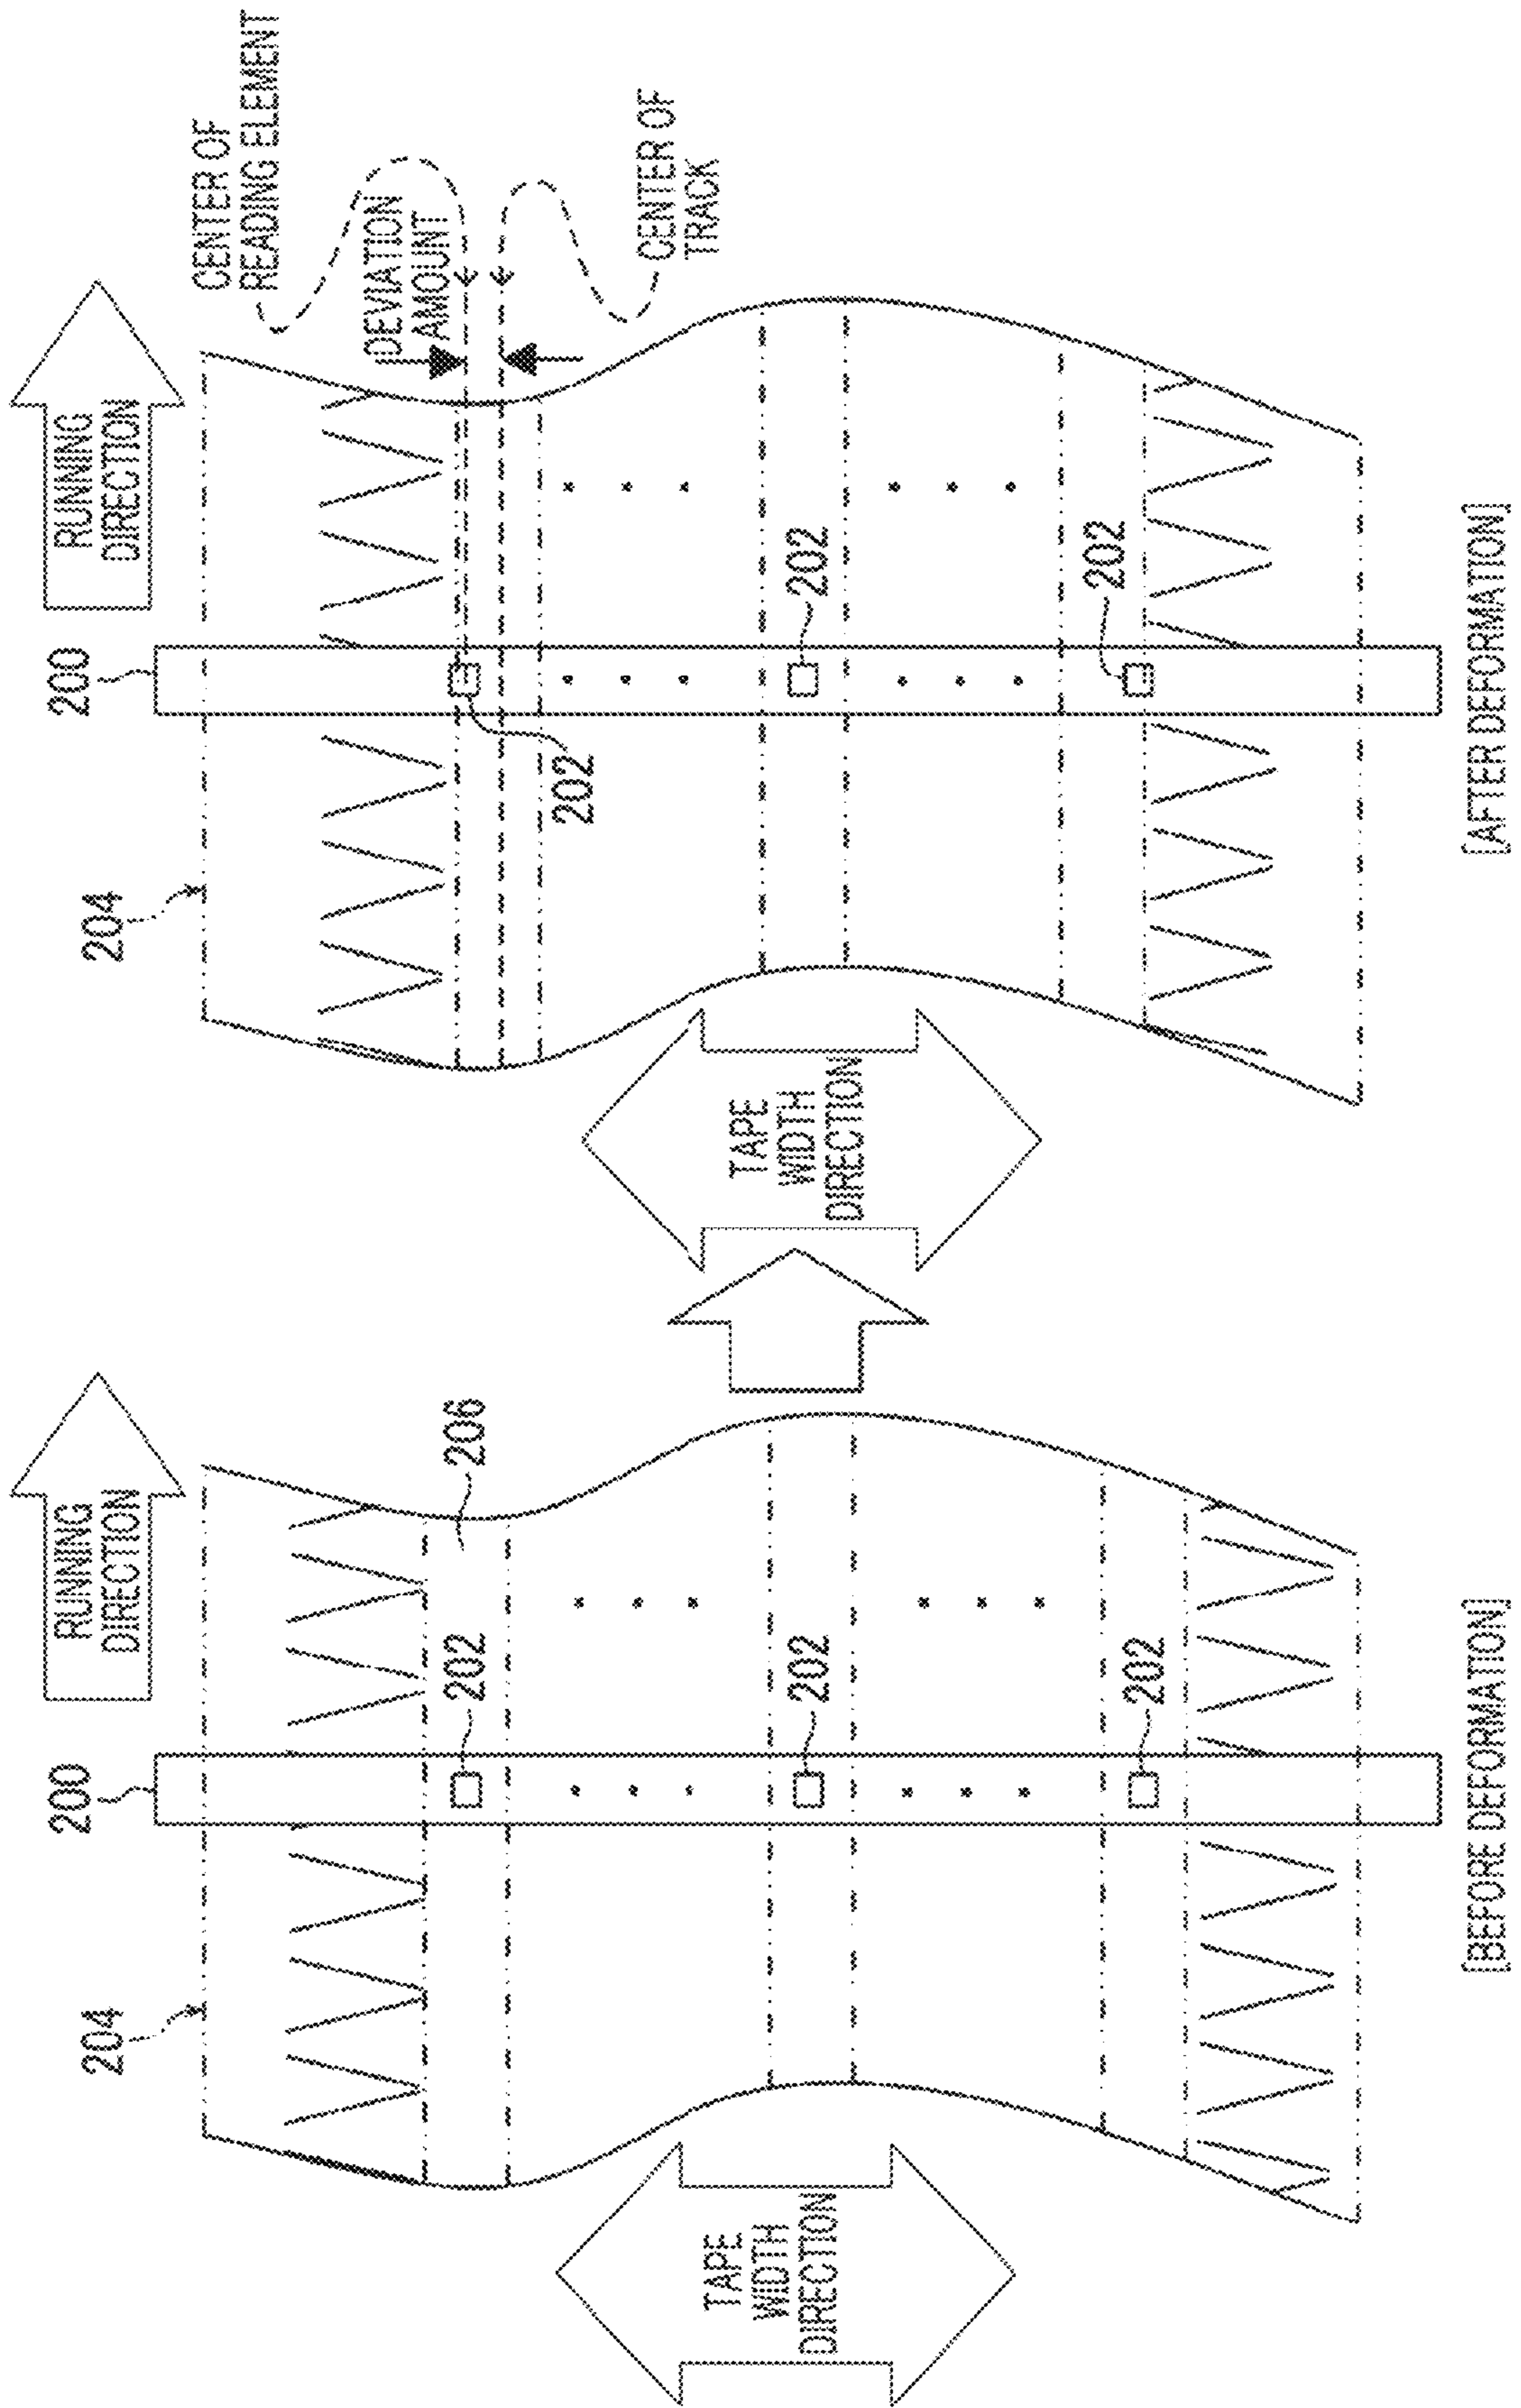 RUNNING
DIRECTION
204
200
206
202
202
202
TAPE
WIDTH
DIRECTION
[BEFORE DEFORMATION]
RUNNING
DIRECTION
204
200
CENTER OF
READING ELEMENT
DEVIATION
AMOUNT
CENTER OF
TRACK
202
202
202
TAPE
WIDTH
DIRECTION
[AFTER DEFORMATION]